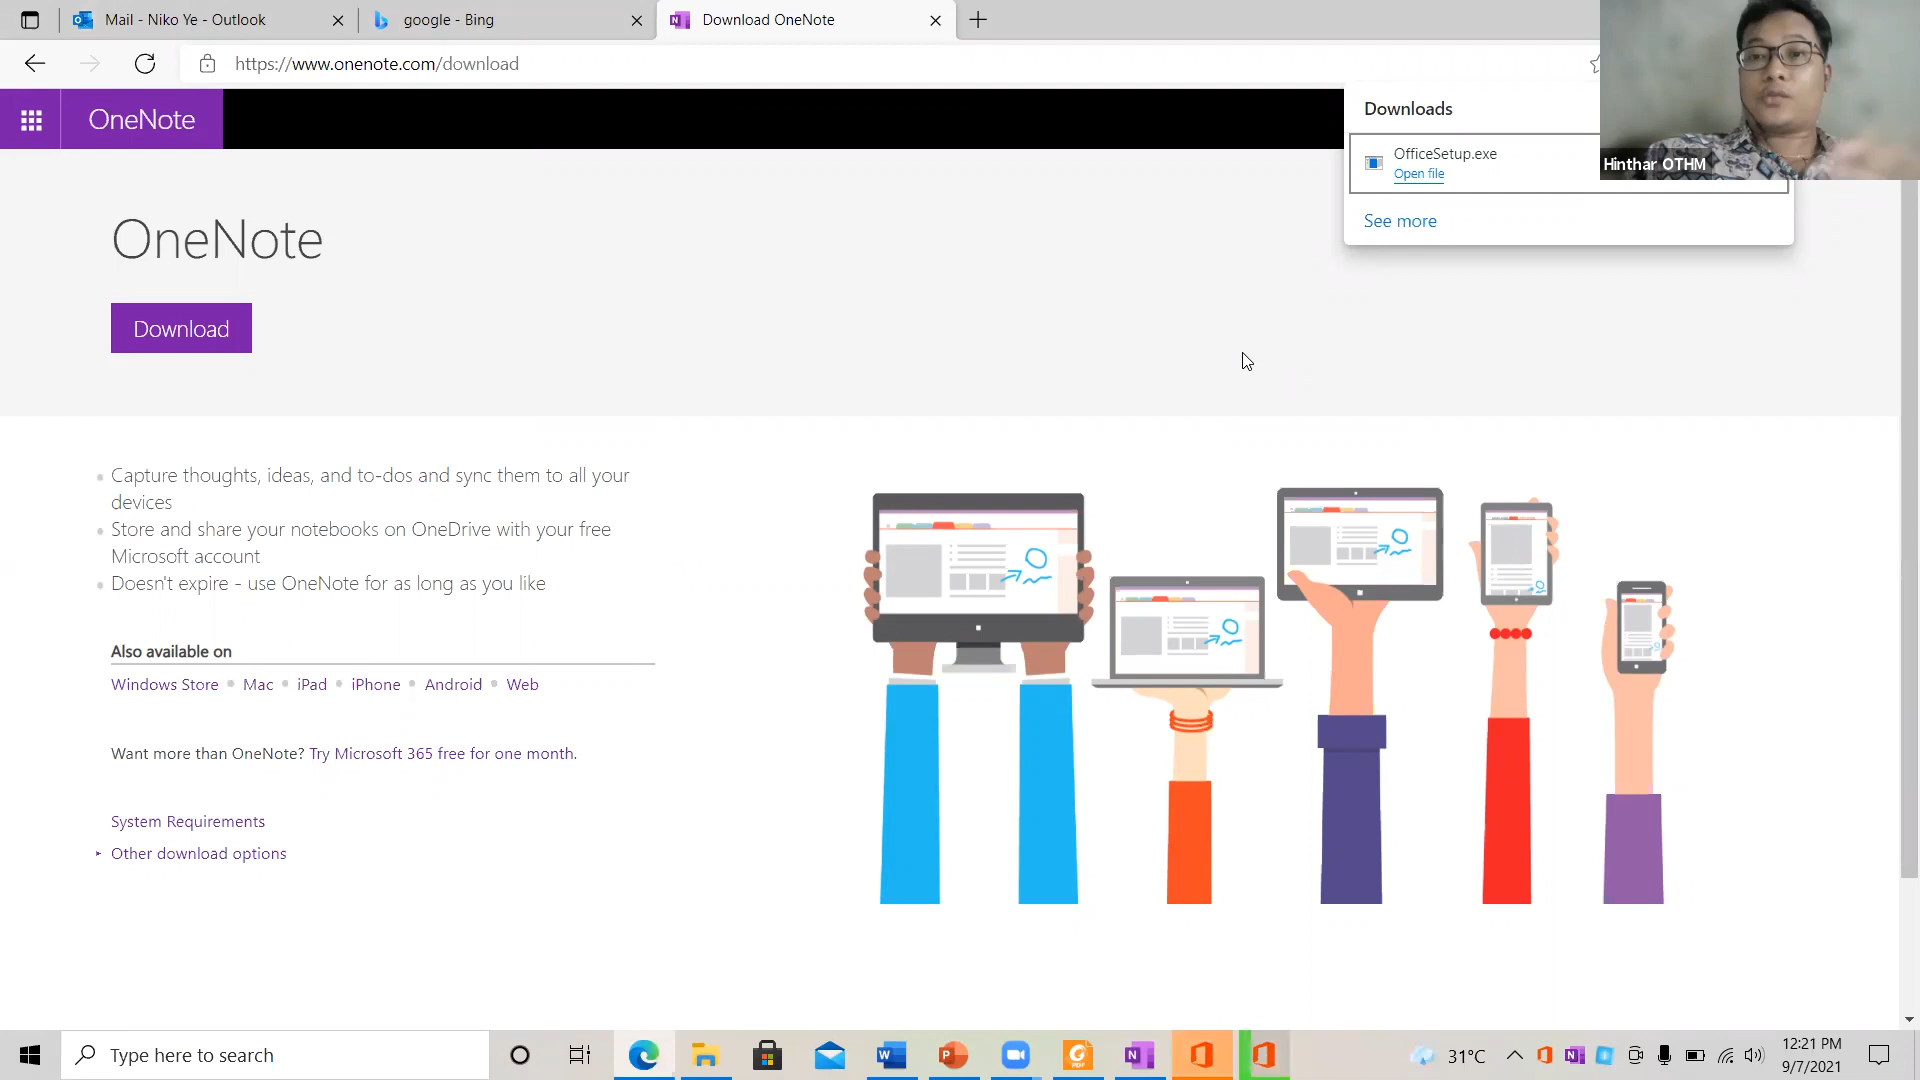 Mail - Niko Ye - Outlook
google - Bing
Download OneNote
https://www.onenote.com/download
OneNote
Downloads
OfficeSetup.exe
Open file
See more
Hinthar OTHM
OneNote
Download
Capture thoughts, ideas, and to-dos and sync them to all your
devices
Store and share your notebooks on OneDrive with your free
Microsoft account
Doesn't expire - use OneNote for as long as you like
Also available on
Windows Store • Mac • iPad • iPhone • Android • Web
Want more than OneNote? Try Microsoft 365 free for one month.
System Requirements
Other download options
Type here to search
31°C
12:21 PM
9/7/2021